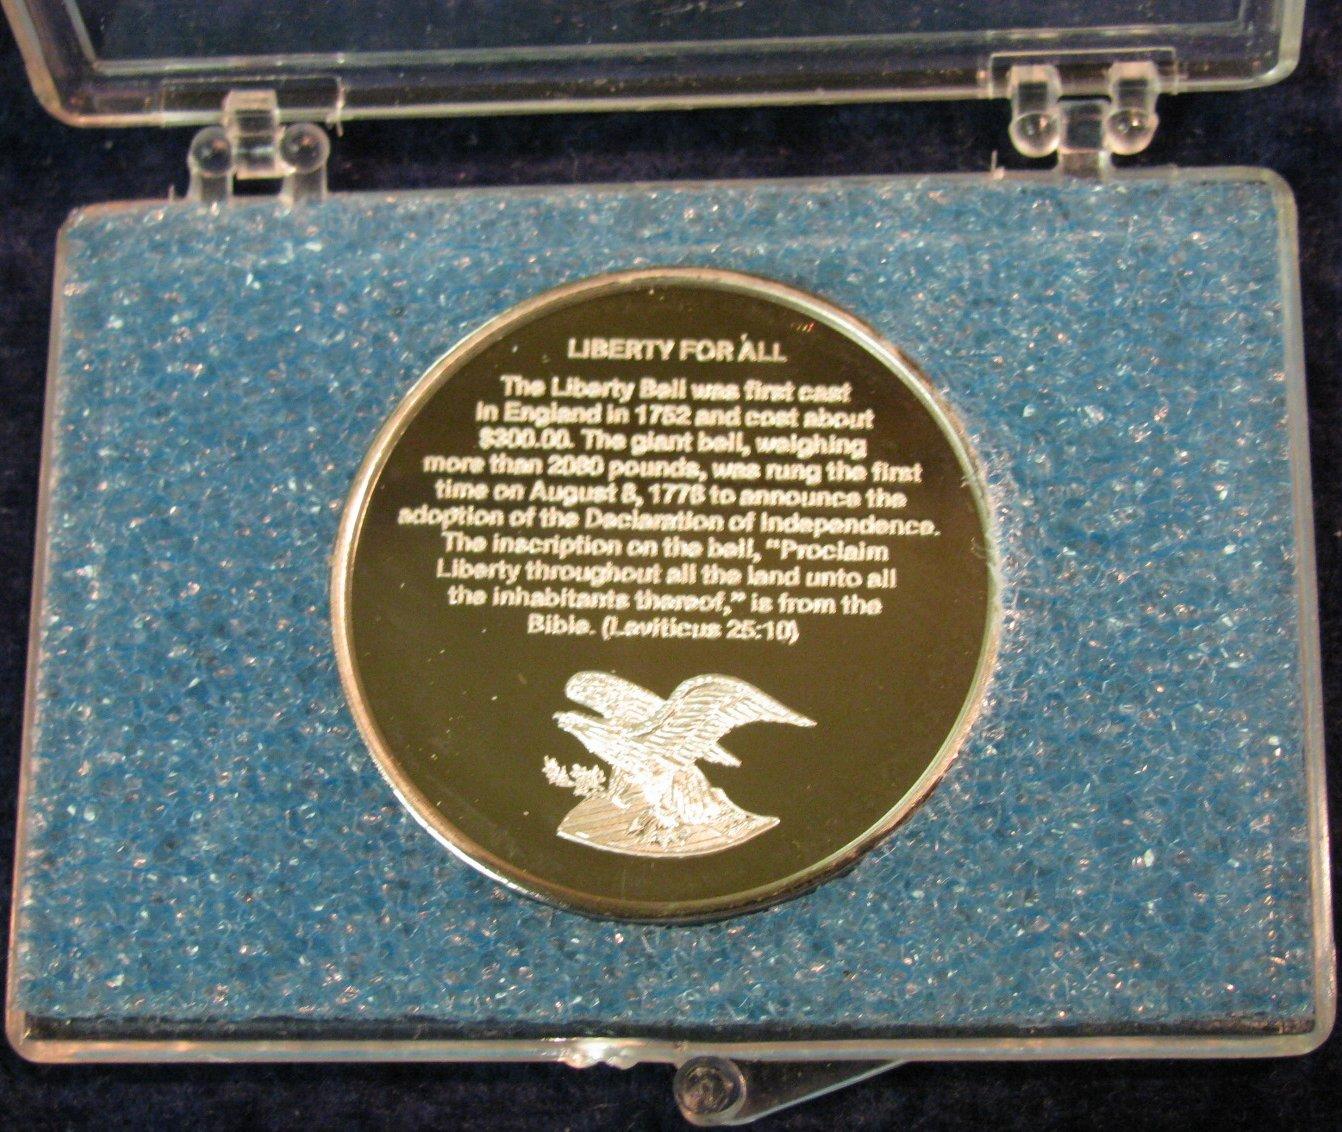 LIBERTY FOR ALL
The Liberty Bell was first cast
in England in 1752 and cost about
$300.00. The giant bell, weighing
more than 2080 pounds, was rung the first
time on August 8, 1776 to announce the
adoption of the Declaration of Independence.
The inscription on the bell, "Proclaim
Liberty throughout all the land unto all
the inhabitants thereof," is from the
Bible. (Leviticus 25:10)